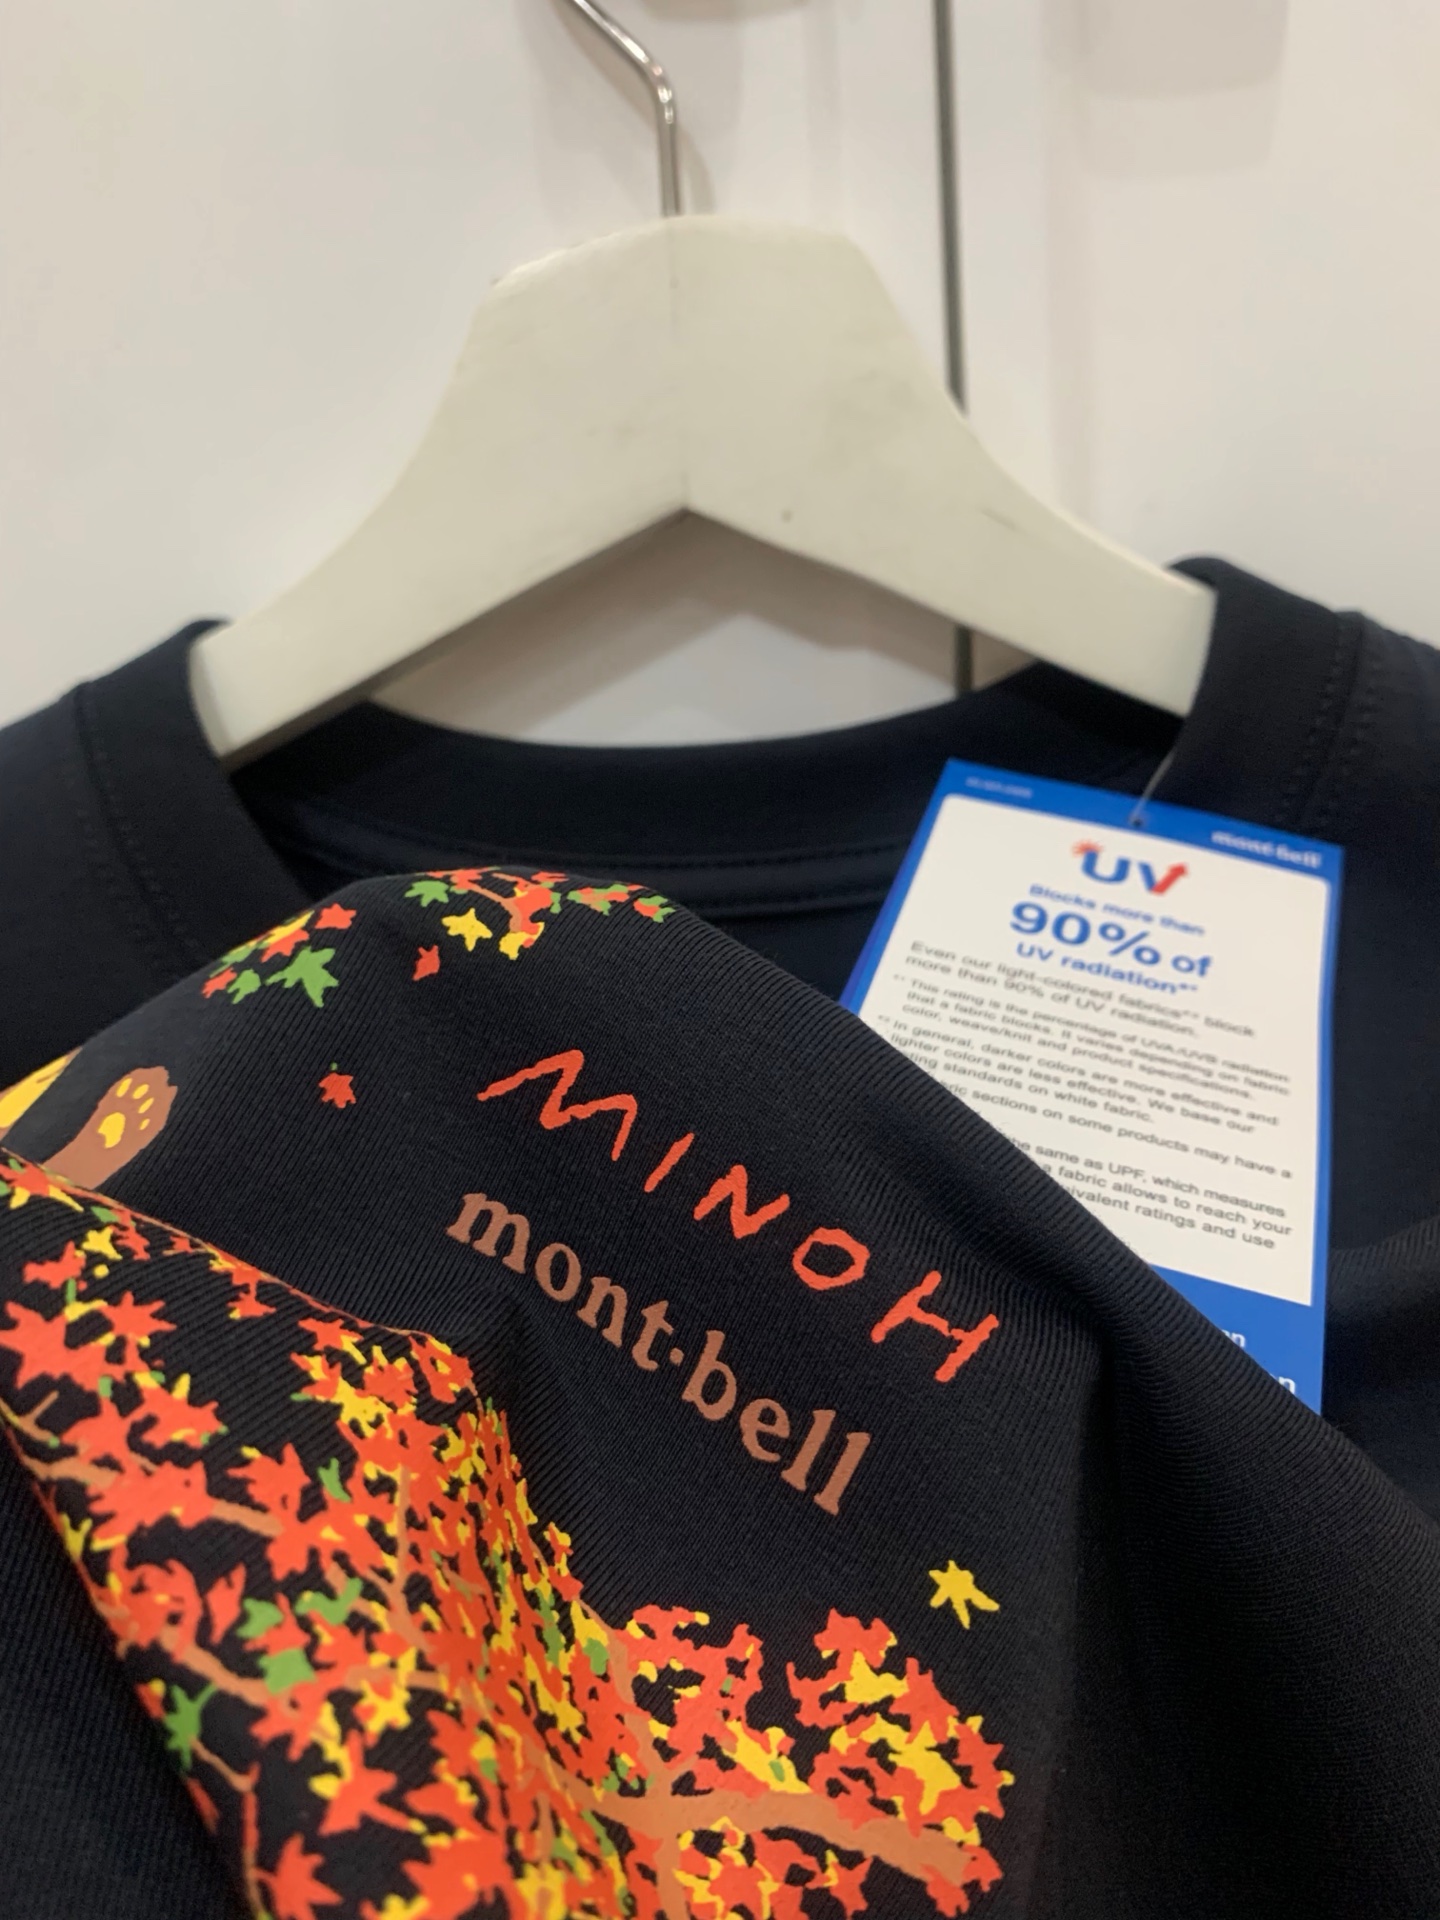 mont-bell
UV
Blocks more than
90% of
UV radiation*¹
Even our light-colored fabrics*² block
more than 90% of UV radiation.
*¹ This rating is the percentage of UVA/UVB radiation
that a fabric blocks. It varies depending on fabric
color, weave/knit and product specifications.
*² In general, darker colors are more effective and
lighter colors are less effective. We base our
standards on white fabric.
sections on some products may have a
same as UPF, which measures
a fabric allows to reach your
ratings and use
MINOH
mont-bell